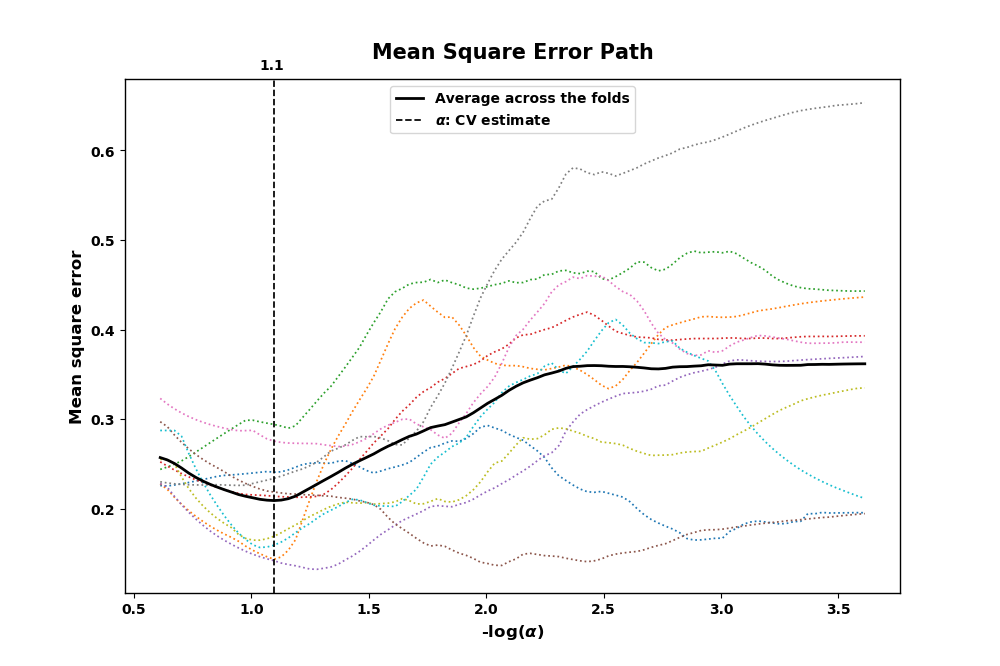 Mean Square Error Path
1.1
Average across the folds
α: CV estimate
Mean square error
0.6
0.5
0.4
0.3
0.2
0.5 1.0 1.5 2.0 2.5 3.0 3.5
-log(α)